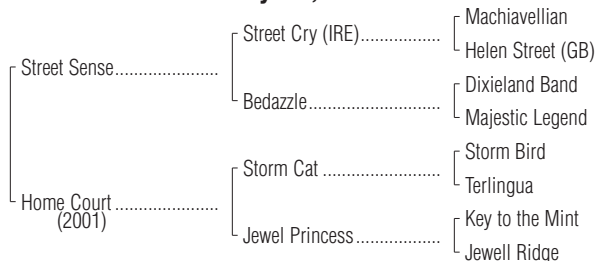 Machiavellian
Street Cry (IRE)..................
Helen Street (GB)
Street Sense.......................
Dixieland Band
Bedazzle.............................
Majestic Legend
Storm Bird
Storm Cat ..........................
Terlingua
Home Court .......................
(2001)
Key to the Mint
Jewel Princess...................
Jewell Ridge